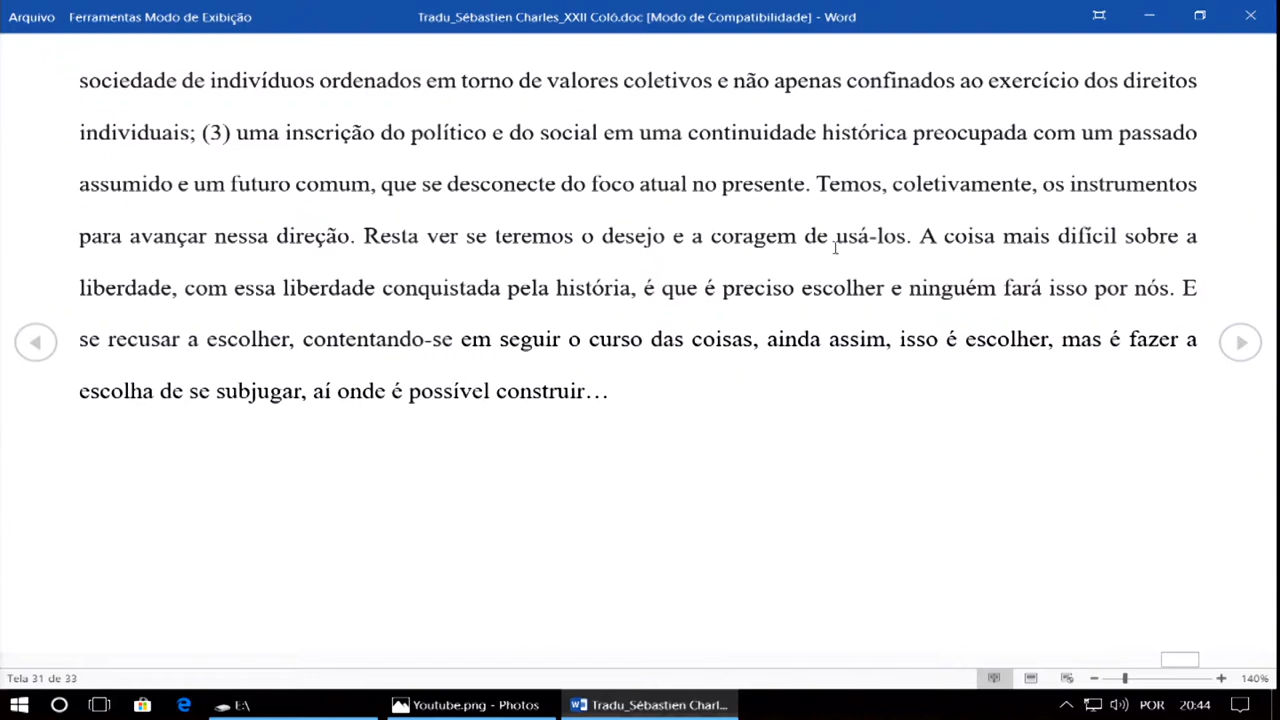 Arquivo Ferramentas Modo de Exibição Tradu_Sébastien Charles_XXII Coló.doc [Modo de Compatibilidade] - Word
sociedade de indivíduos ordenados em torno de valores coletivos e não apenas confinados ao exercício dos direitos
individuais; (3) uma inscrição do político e do social em uma continuidade histórica preocupada com um passado
assumido e um futuro comum, que se desconecte do foco atual no presente. Temos, coletivamente, os instrumentos
para avançar nessa direção. Resta ver se teremos o desejo e a coragem de usá-los. A coisa mais difícil sobre a
liberdade, com essa liberdade conquistada pela história, é que é preciso escolher e ninguém fará isso por nós. E
se recusar a escolher, contentando-se em seguir o curso das coisas, ainda assim, isso é escolher, mas é fazer a
escolha de se subjugar, aí onde é possível construir…
Tela 31 de 33 140%
E:\ Youtube.png - Photos Tradu_Sébastien Charl... POR 20:44